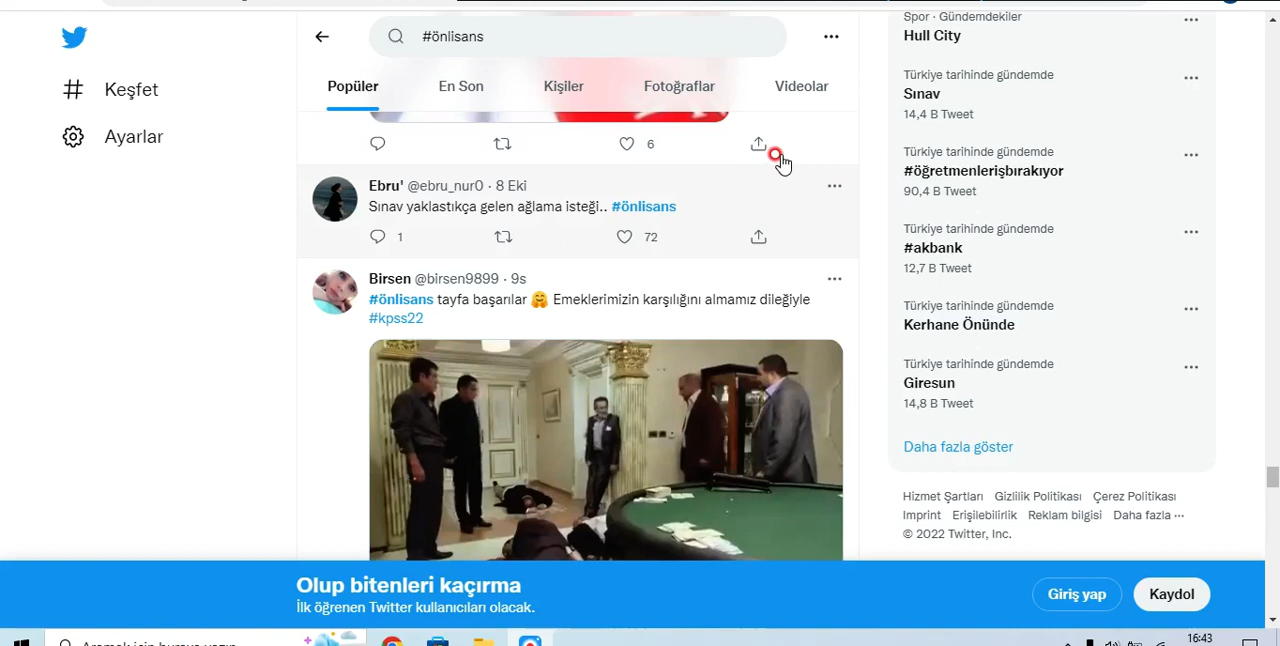 #önlisans
Keşfet
Ayarlar
Popüler
En Son
Kişiler
Fotoğraflar
Videolar
6
Ebru' @ebru_nur0 · 8 Eki
Sınav yaklastıkça gelen ağlama isteği.. #önlisans
1
72
Birsen @birsen9899 · 9s
#önlisans tayfa başarılar 🤗 Emeklerimizin karşılığını almamız dileğiyle
#kpss22
Spor · Gündemdekiler
Hull City
Türkiye tarihinde gündemde
Sınav
14,4 B Tweet
Türkiye tarihinde gündemde
#öğretmenlerişbırakıyor
90,4 B Tweet
Türkiye tarihinde gündemde
#akbank
12,7 B Tweet
Türkiye tarihinde gündemde
Kerhane Önünde
Türkiye tarihinde gündemde
Giresun
14,8 B Tweet
Daha fazla göster
Hizmet Şartları Gizlilik Politikası Çerez Politikası
Imprint Erişilebilirlik Reklam bilgisi Daha fazla ···
© 2022 Twitter, Inc.
Olup bitenleri kaçırma
İlk öğrenen Twitter kullanıcıları olacak.
Giriş yap
Kaydol
Aramak için buraya yazın
16:43